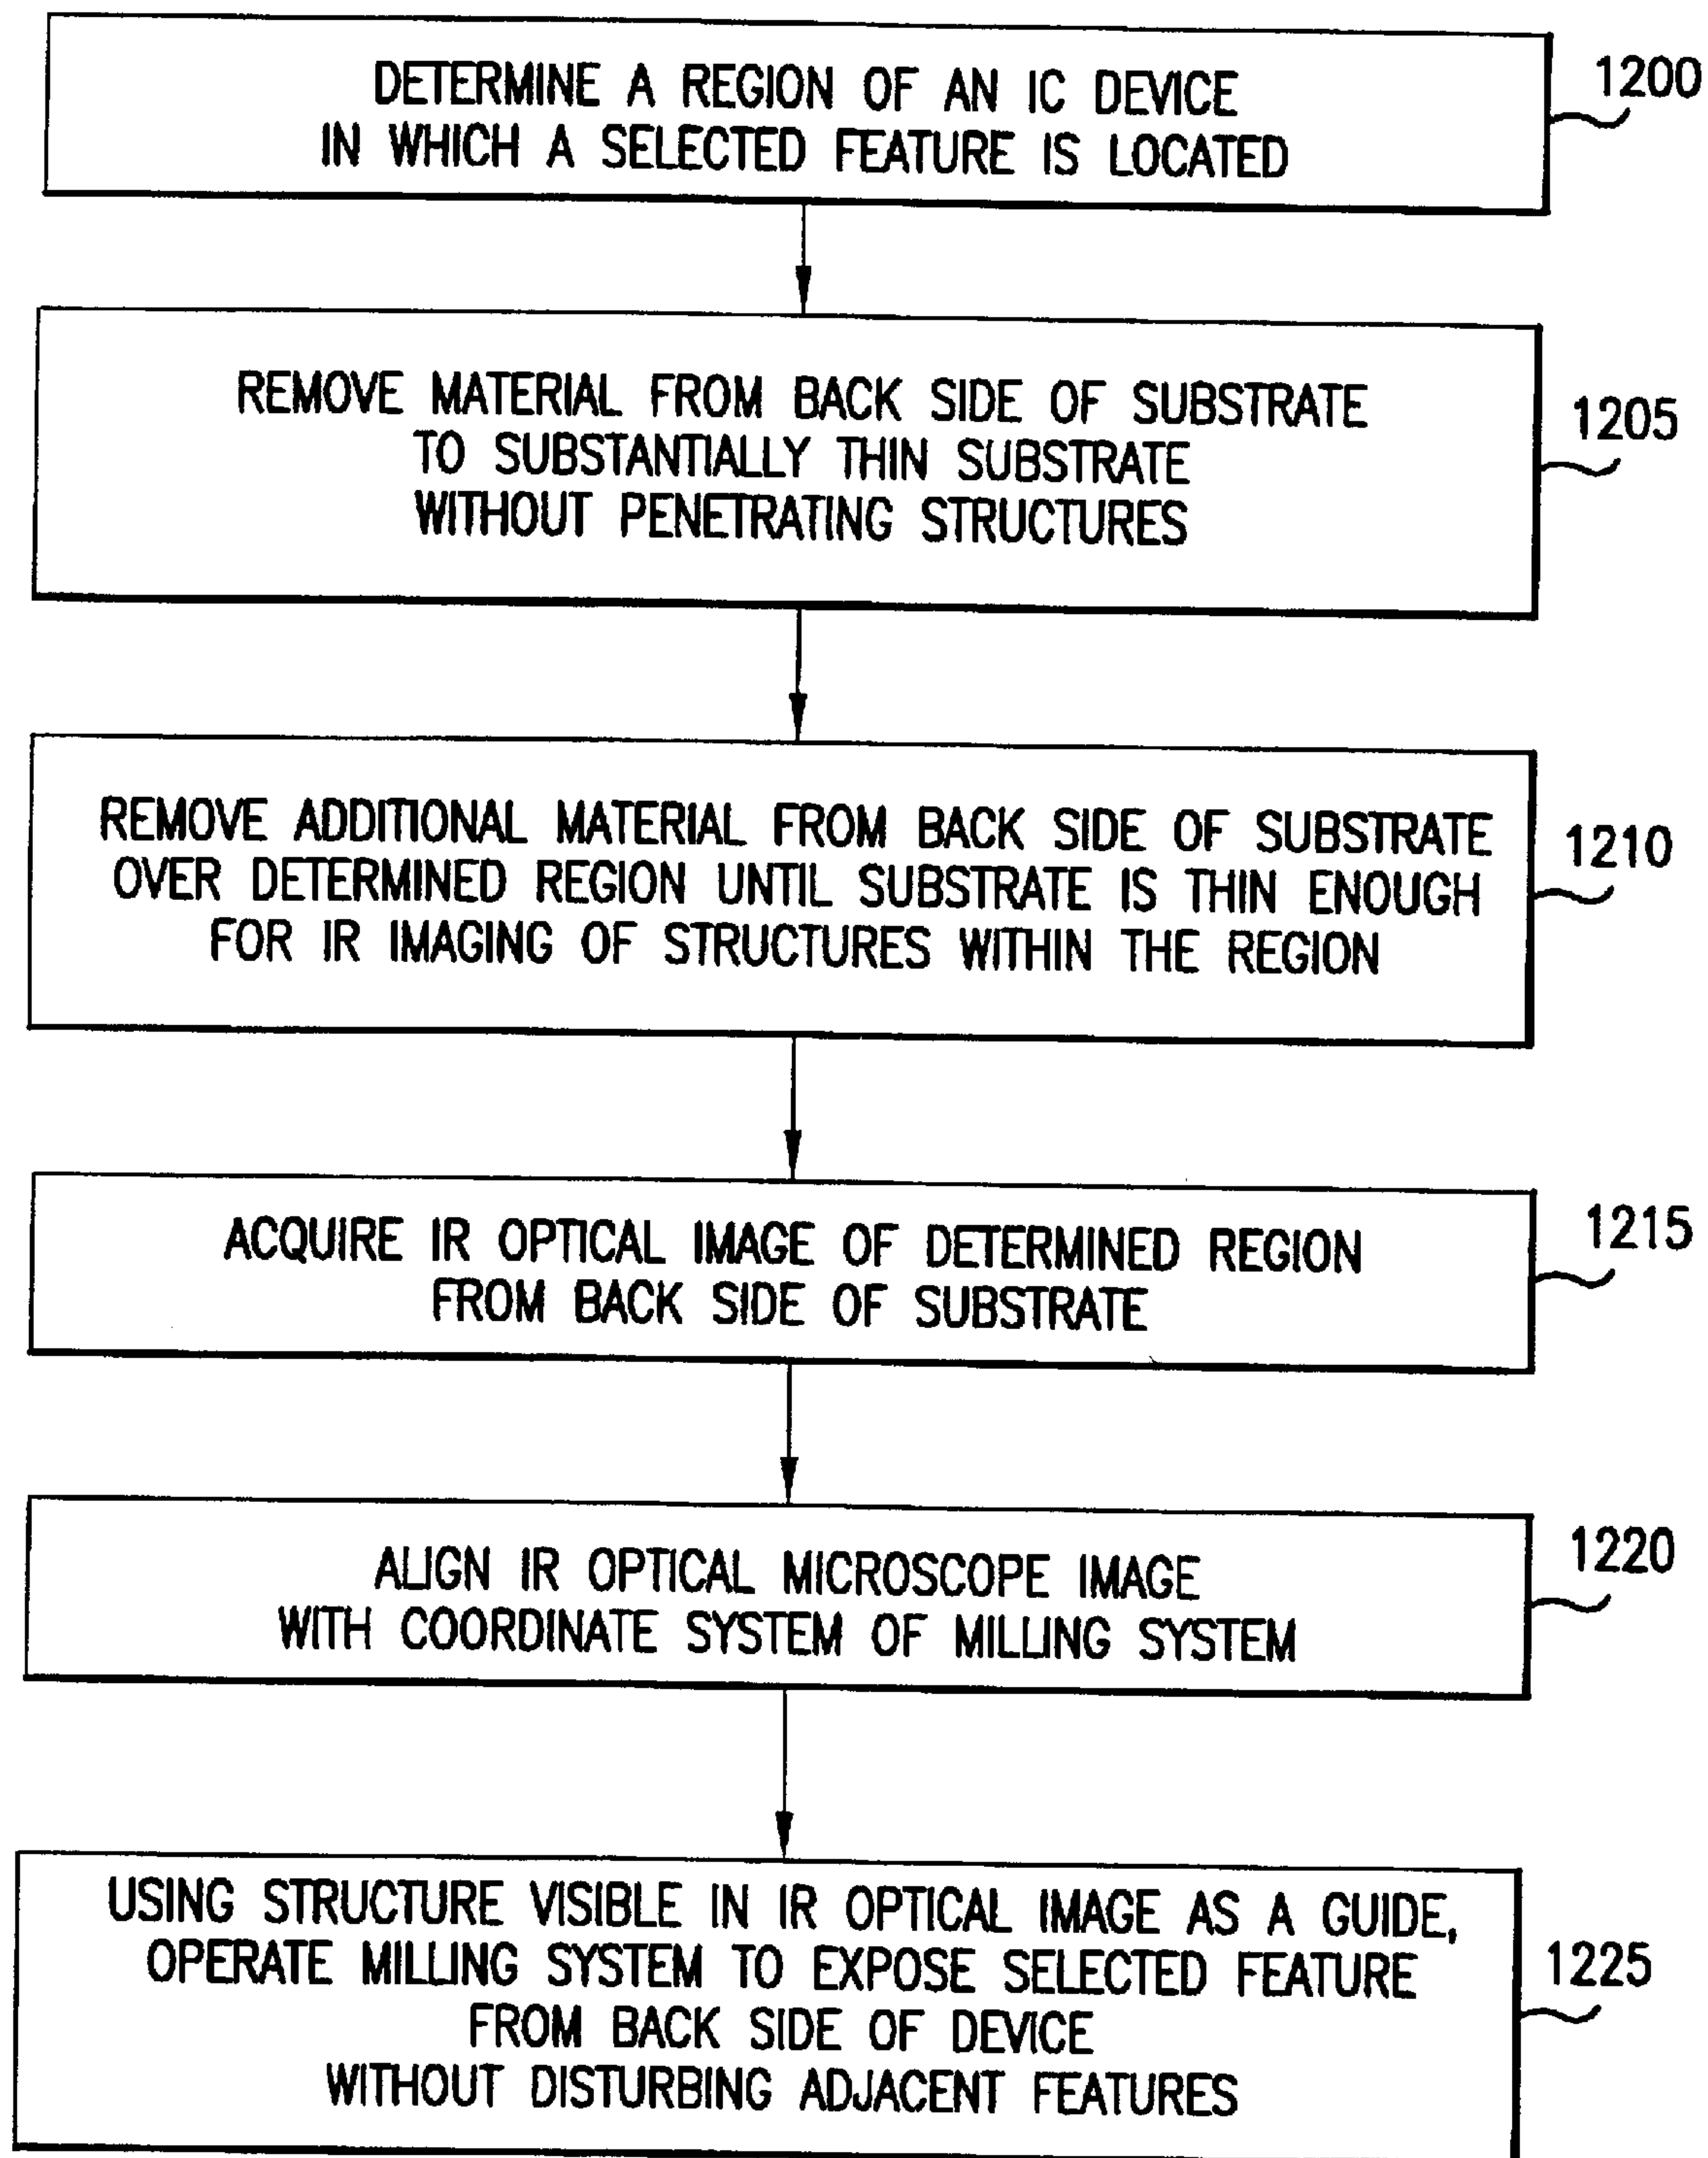 DETERMINE A REGION OF AN IC DEVICE
IN WHICH A SELECTED FEATURE IS LOCATED
1200
REMOVE MATERIAL FROM BACK SIDE OF SUBSTRATE
TO SUBSTANTIALLY THIN SUBSTRATE
WITHOUT PENETRATING STRUCTURES
1205
REMOVE ADDITIONAL MATERIAL FROM BACK SIDE OF SUBSTRATE
OVER DETERMINED REGION UNTIL SUBSTRATE IS THIN ENOUGH
FOR IR IMAGING OF STRUCTURES WITHIN THE REGION
1210
ACQUIRE IR OPTICAL IMAGE OF DETERMINED REGION
FROM BACK SIDE OF SUBSTRATE
1215
ALIGN IR OPTICAL MICROSCOPE IMAGE
WITH COORDINATE SYSTEM OF MILLING SYSTEM
1220
USING STRUCTURE VISIBLE IN IR OPTICAL IMAGE AS A GUIDE,
OPERATE MILLING SYSTEM TO EXPOSE SELECTED FEATURE
FROM BACK SIDE OF DEVICE
WITHOUT DISTURBING ADJACENT FEATURES
1225